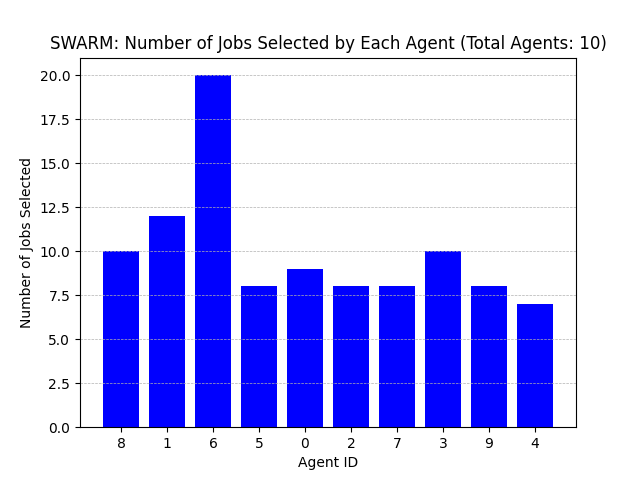 SWARM: Number of Jobs Selected by Each Agent (Total Agents: 10)
20.0
17.5
15.0
12.5
10.0
7.5
5.0
2.5
0.0
Number of Jobs Selected
8 1 6 5 0 2 7 3 9 4
Agent ID